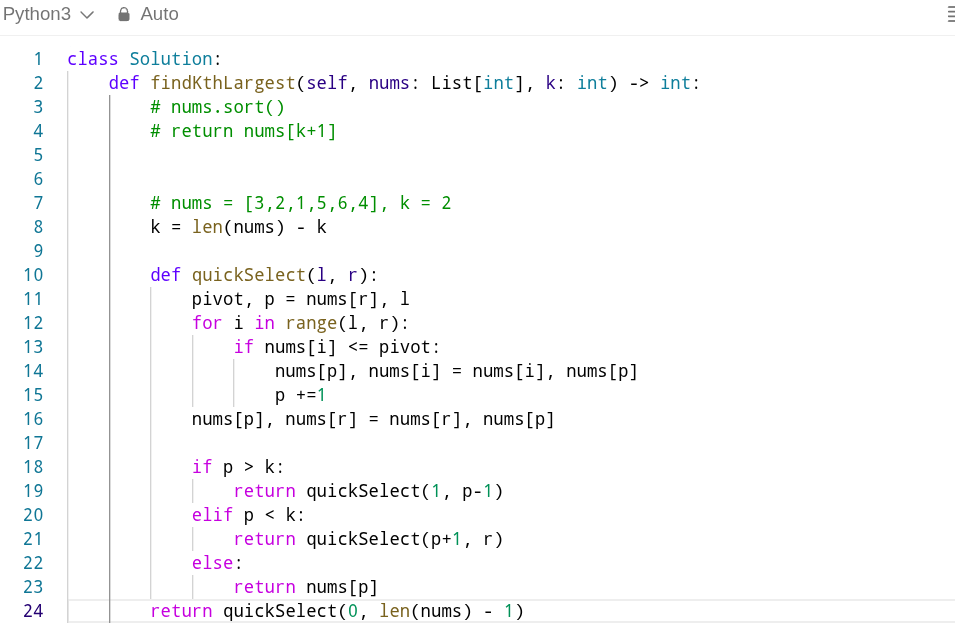 Python3 Auto
1 class Solution:
2 def findKthLargest(self, nums: List[int], k: int) -> int:
3 # nums.sort()
4 # return nums[k+1]
5
6
7 # nums = [3,2,1,5,6,4], k = 2
8 k = len(nums) - k
9
10 def quickSelect(l, r):
11 pivot, p = nums[r], l
12 for i in range(l, r):
13 if nums[i] <= pivot:
14 nums[p], nums[i] = nums[i], nums[p]
15 p +=1
16 nums[p], nums[r] = nums[r], nums[p]
17
18 if p > k:
19 return quickSelect(1, p-1)
20 elif p < k:
21 return quickSelect(p+1, r)
22 else:
23 return nums[p]
24 return quickSelect(0, len(nums) - 1)